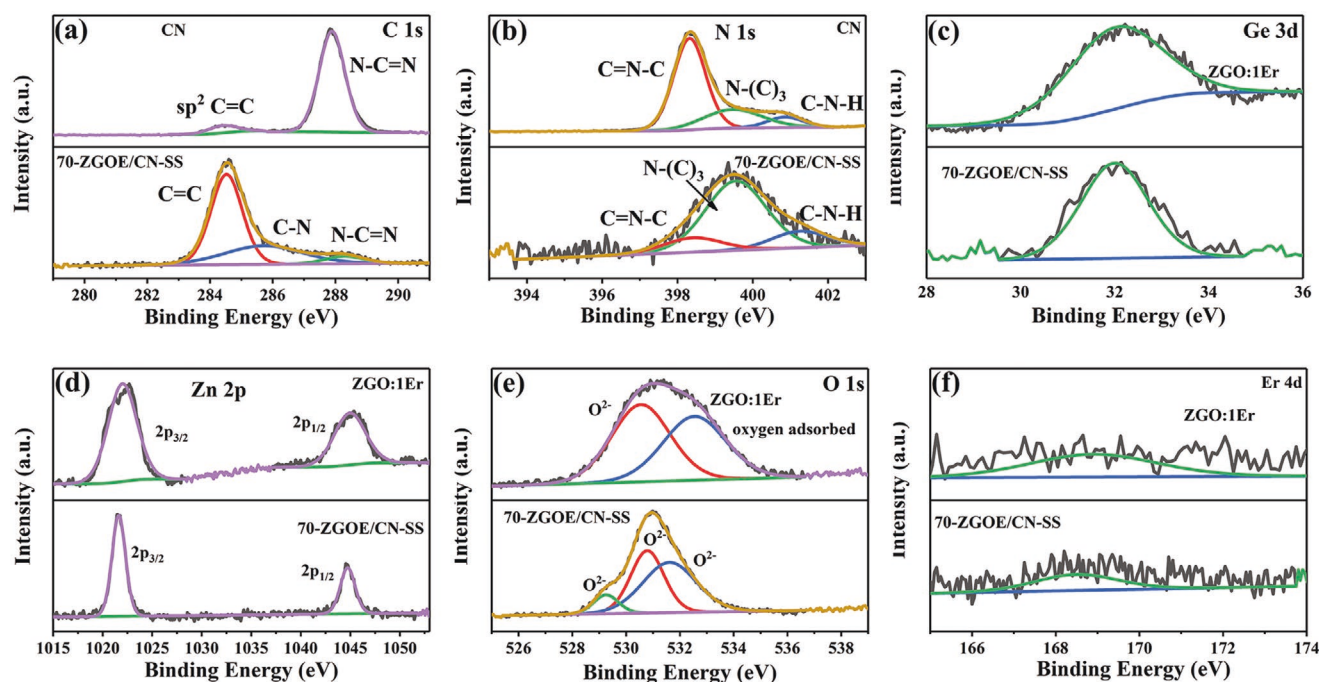 (a)
CN
C 1s
N-C=N
sp² C=C
70-ZGOE/CN-SS
C=C
C-N
N-C=N
Intensity (a.u.)
280 282 284 286 288 290
Binding Energy (eV)
(b)
N 1s
CN
C=N-C
N-(C)₃
C-N-H
70-ZGOE/CN-SS
N-(C)₃
C=N-C
C-N-H
Intensity (a.u.)
394 396 398 400 402
Binding Energy (eV)
(c)
Ge 3d
ZGO:1Er
70-ZGOE/CN-SS
Intensity (a.u.)
28 30 32 34 36
Binding Energy (eV)
(d)
Zn 2p
ZGO:1Er
2p₃/₂
2p₁/₂
70-ZGOE/CN-SS
2p₃/₂
2p₁/₂
Intensity (a.u.)
1015 1020 1025 1030 1035 1040 1045 1050
Binding Energy (eV)
(e)
O 1s
ZGO:1Er
O²⁻
oxygen adsorbed
70-ZGOE/CN-SS
O²⁻
O²⁻
O²⁻
Intensity (a.u.)
526 528 530 532 534 536 538
Binding Energy (eV)
(f)
Er 4d
ZGO:1Er
70-ZGOE/CN-SS
Intensity (a.u.)
166 168 170 172 174
Binding Energy (eV)